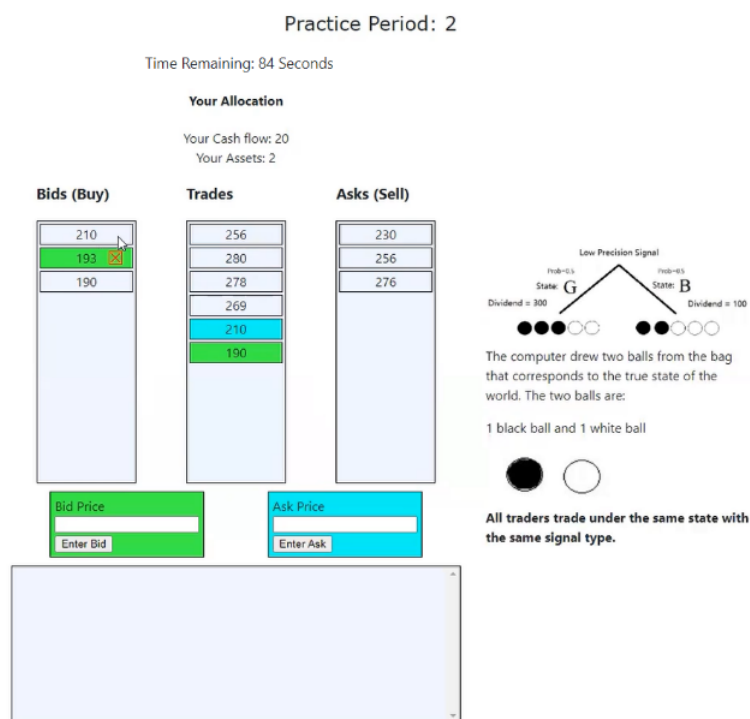 Practice Period: 2
Time Remaining: 84 Seconds
Your Allocation
Your Cash flow: 20
Your Assets: 2
Bids (Buy)
Trades
Asks (Sell)
210
193
190
256
280
278
269
210
190
230
256
276
Low Precision Signal
Prob=0.5
Prob=0.5
State: G
State: B
Dividend = 300
Dividend = 100
The computer drew two balls from the bag
that corresponds to the true state of the
world. The two balls are:
1 black ball and 1 white ball
All traders trade under the same state with
the same signal type.
Bid Price
Enter Bid
Ask Price
Enter Ask